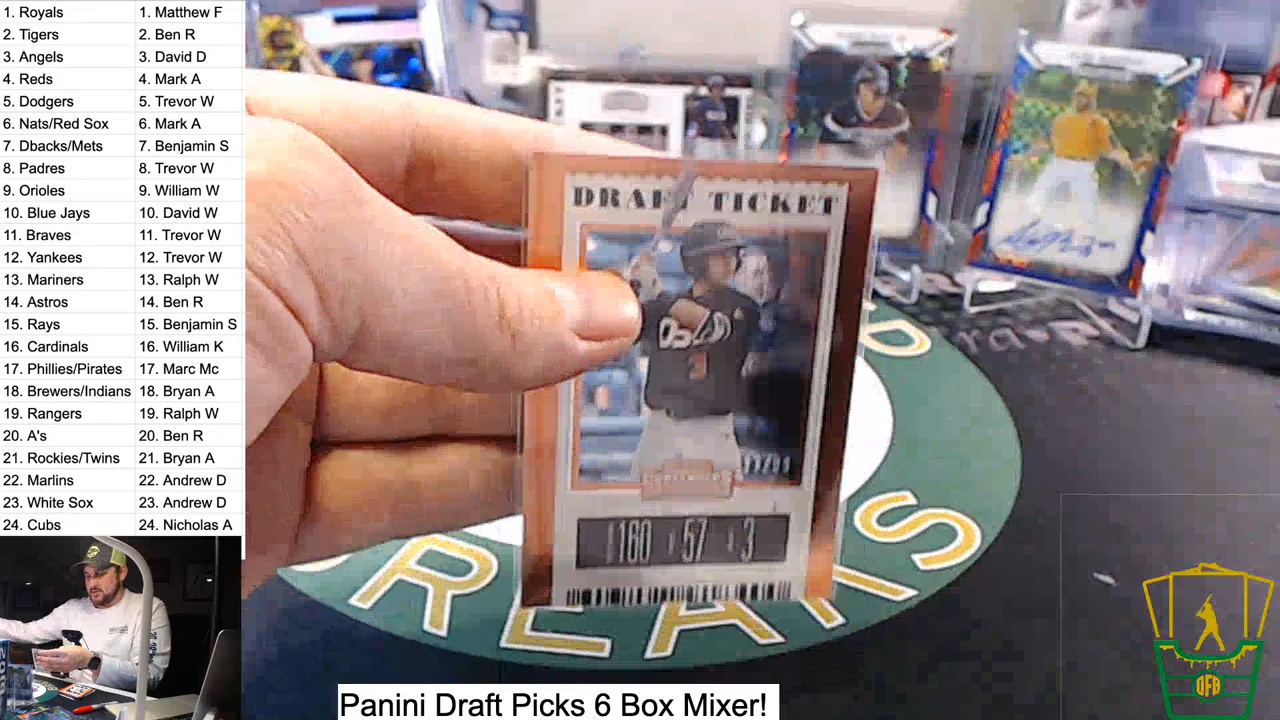 1. Royals 1. Matthew F
2. Tigers 2. Ben R
3. Angels 3. David D
4. Reds 4. Mark A
5. Dodgers 5. Trevor W
6. Nats/Red Sox 6. Mark A
7. Dbacks/Mets 7. Benjamin S
8. Padres 8. Trevor W
9. Orioles 9. William W
10. Blue Jays 10. David W
11. Braves 11. Trevor W
12. Yankees 12. Trevor W
13. Mariners 13. Ralph W
14. Astros 14. Ben R
15. Rays 15. Benjamin S
16. Cardinals 16. William K
17. Phillies/Pirates 17. Marc Mc
18. Brewers/Indians 18. Bryan A
19. Rangers 19. Ralph W
20. A's 20. Ben R
21. Rockies/Twins 21. Bryan A
22. Marlins 22. Andrew D
23. White Sox 23. Andrew D
24. Cubs 24. Nicholas A
DRAFT TICKET
3
160 57 3
REAKS
OFB
Panini Draft Picks 6 Box Mixer!